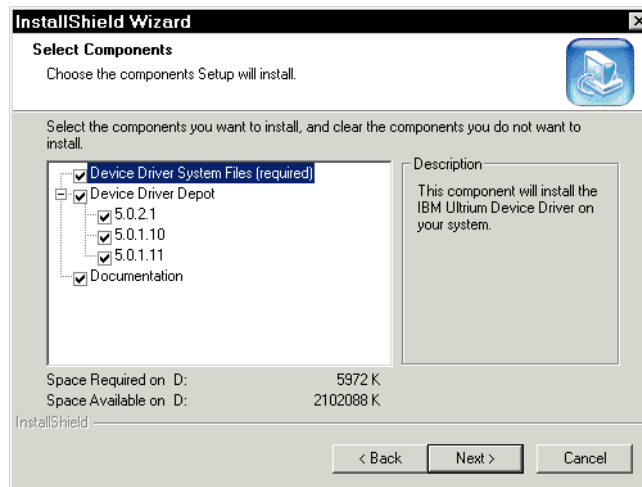 InstallShield Wizard
Select Components
Choose the components Setup will install.
Select the components you want to install, and clear the components you do not want to
install.
Device Driver System Files (required)
Device Driver Depot
5.0.2.1
5.0.1.10
5.0.1.11
Documentation
Description
This component will install the
IBM Ultrium Device Driver on
your system.
Space Required on D: 5972 K
Space Available on D: 2102088 K
InstallShield
< Back Next > Cancel